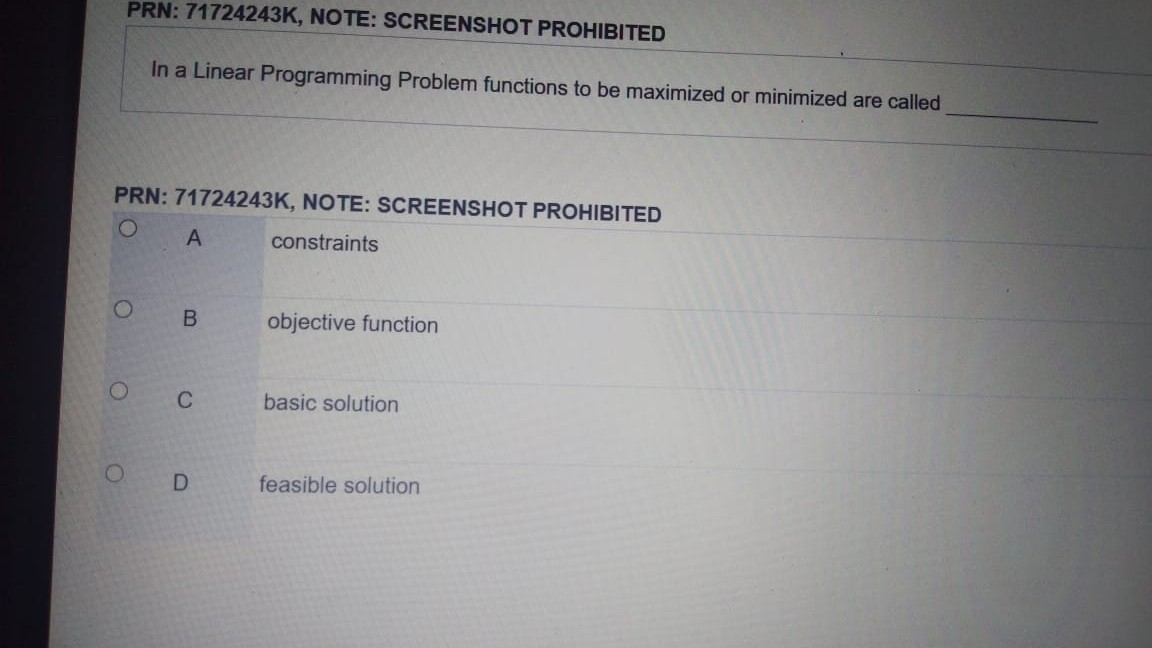 PRN: 71724243K, NOTE: SCREENSHOT PROHIBITED
In a Linear Programming Problem functions to be maximized or minimized are called __________
PRN: 71724243K, NOTE: SCREENSHOT PROHIBITED
A constraints
B objective function
C basic solution
D feasible solution